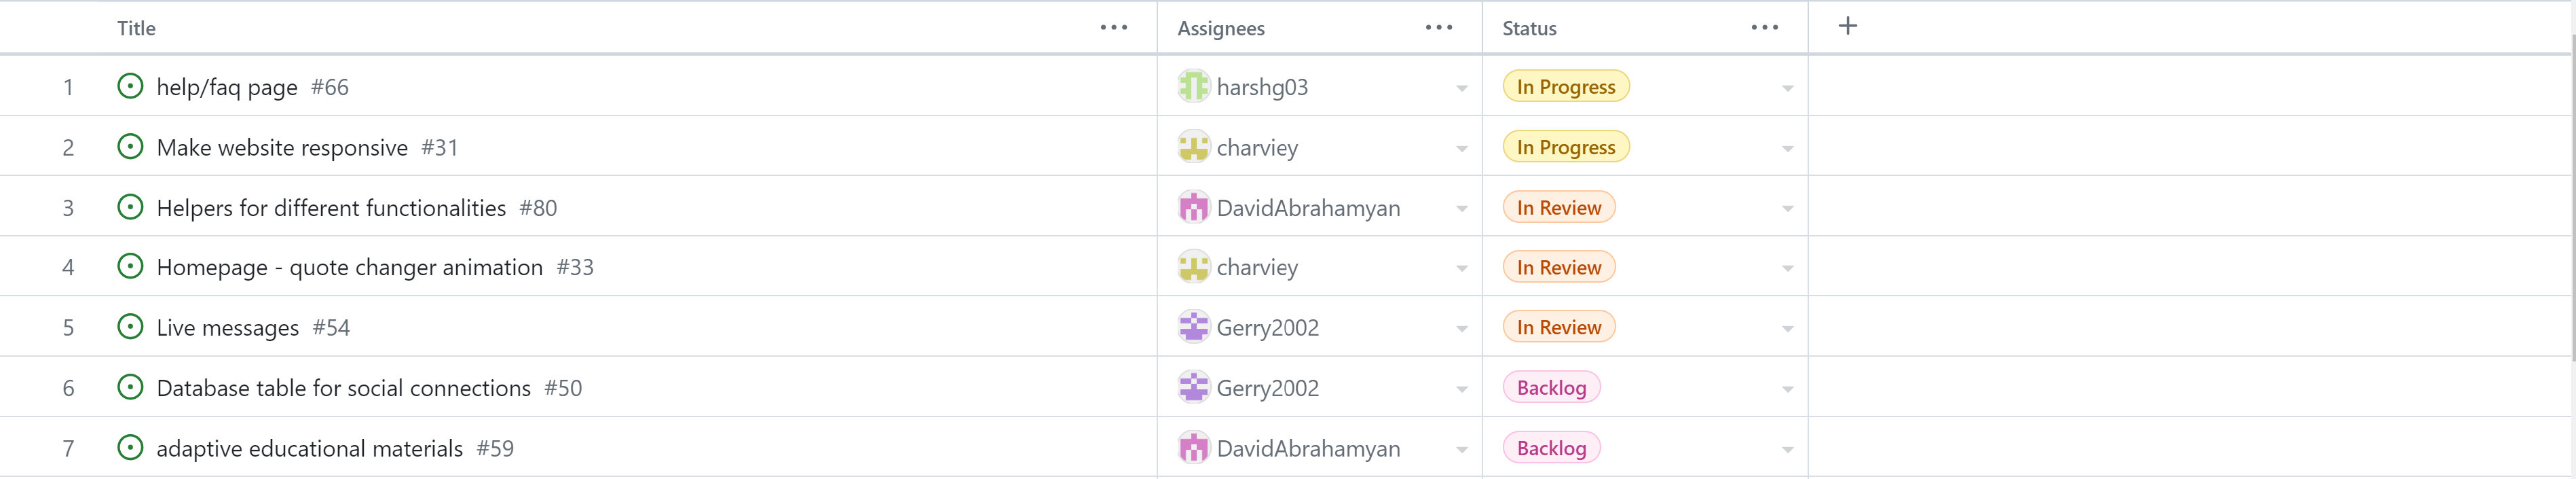 Title ... Assignees ... Status ... +
1 help/faq page #66 harshg03 In Progress
2 Make website responsive #31 charviey In Progress
3 Helpers for different functionalities #80 DavidAbrahamyan In Review
4 Homepage - quote changer animation #33 charviey In Review
5 Live messages #54 Gerry2002 In Review
6 Database table for social connections #50 Gerry2002 Backlog
7 adaptive educational materials #59 DavidAbrahamyan Backlog